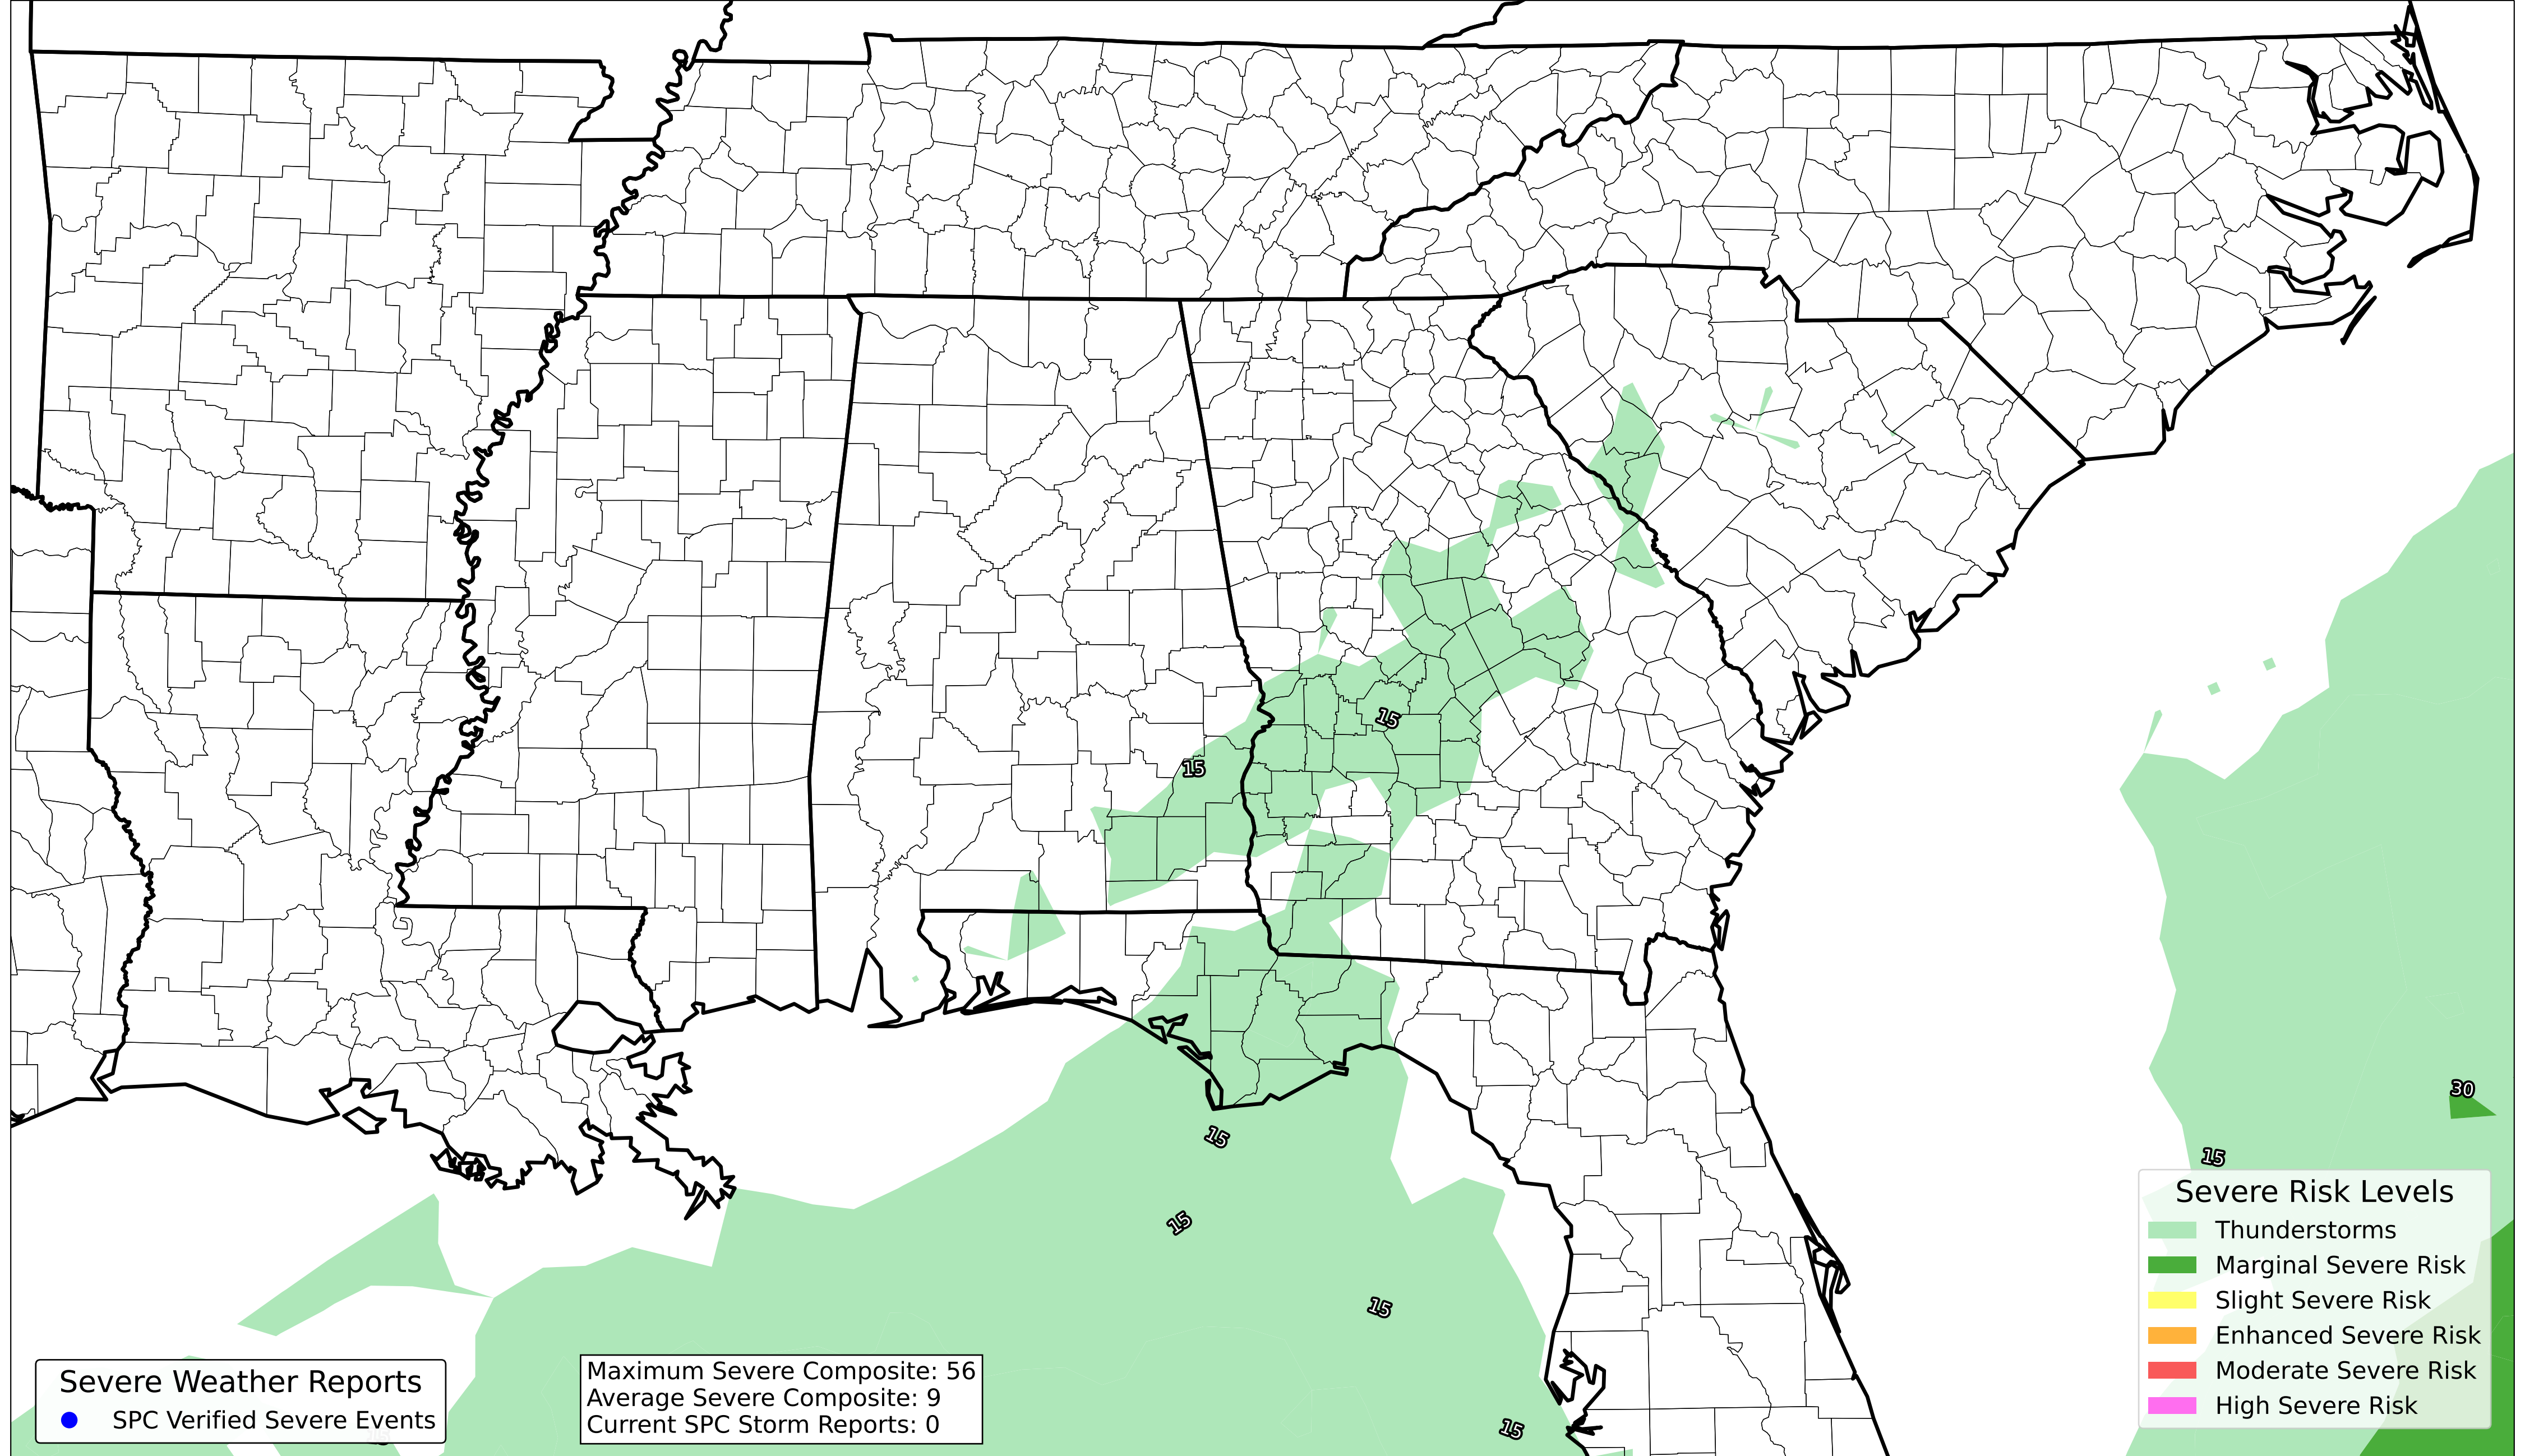 15
15
30
15
15
15
15
15
Severe Risk Levels
Thunderstorms
Marginal Severe Risk
Slight Severe Risk
Enhanced Severe Risk
Moderate Severe Risk
High Severe Risk
Severe Weather Reports
SPC Verified Severe Events
Maximum Severe Composite: 56
Average Severe Composite: 9
Current SPC Storm Reports: 0